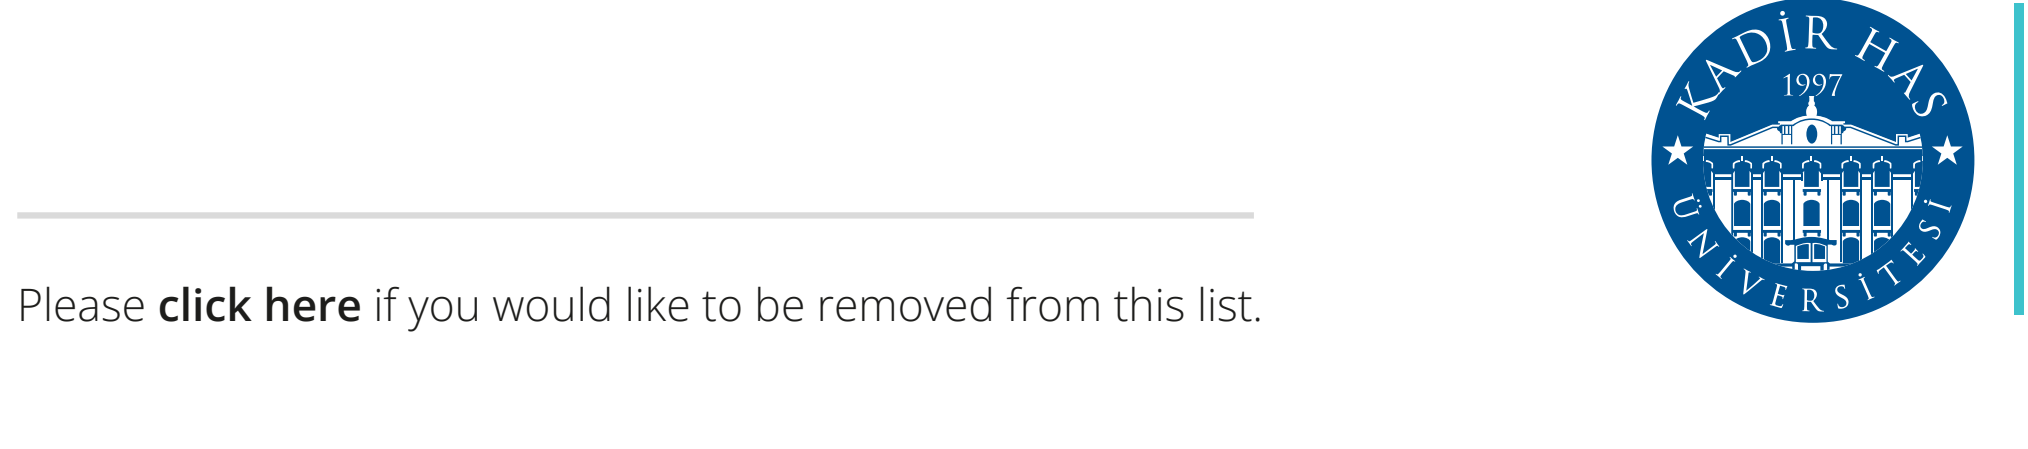 KADİR HAS
1997
ÜNİVERSİTESİ
Please click here if you would like to be removed from this list.